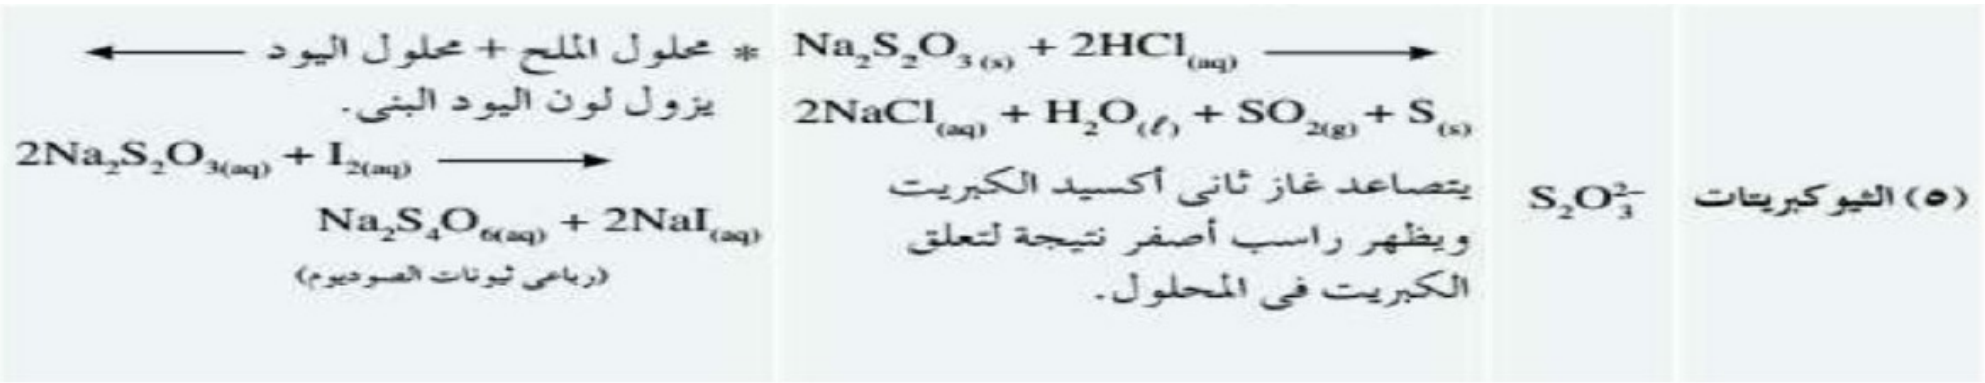 (٥) الثيوكبريتات
S₂O₃²⁻
Na₂S₂O₃₍ₛ₎ + 2HCl₍aq₎ ⟶
2NaCl₍aq₎ + H₂O₍ℓ₎ + SO₂₍g₎ + S₍s₎
يتصاعد غاز ثانى أكسيد الكبريت
ويظهر راسب أصفر نتيجة لتعلق
الكبريت فى المحلول.
* محلول الملح + محلول اليود ⟵
يزول لون اليود البنى.
2Na₂S₂O₃₍aq₎ + I₂₍aq₎ ⟶
Na₂S₄O₆₍aq₎ + 2NaI₍aq₎
(رباعى ثيونات الصوديوم)